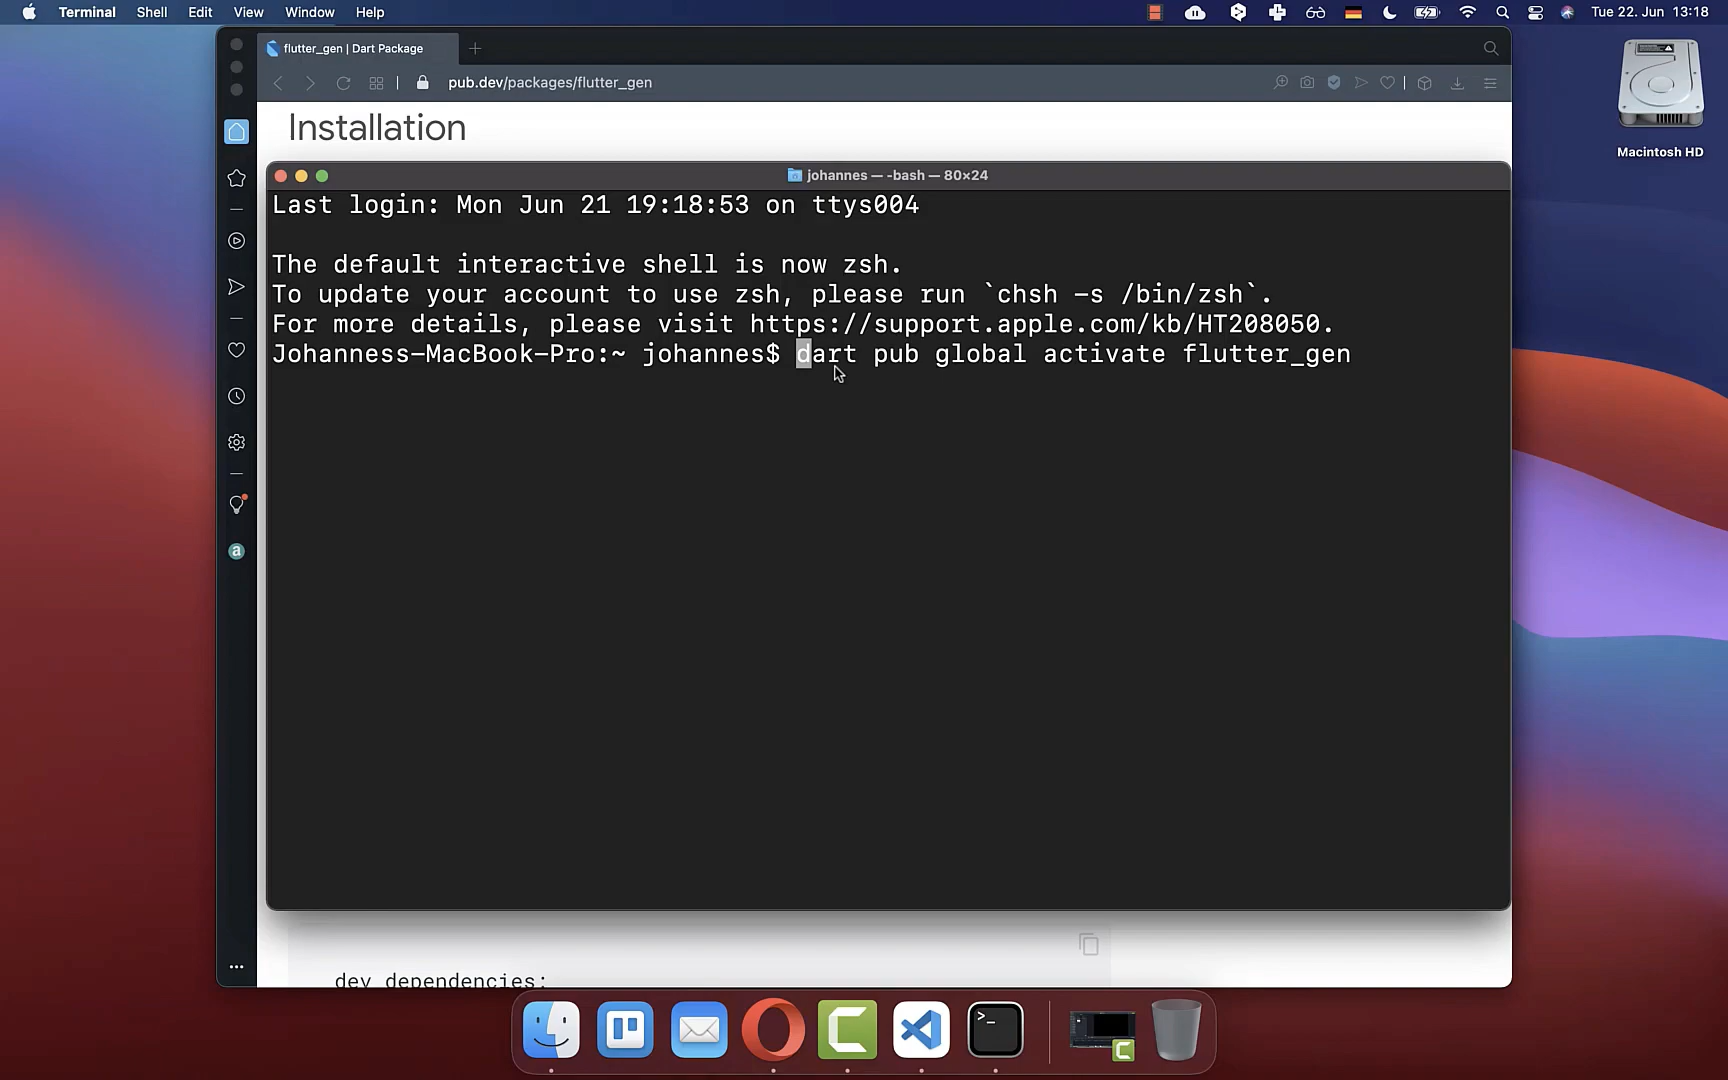 Terminal Shell Edit View Window Help Tue 22. Jun 13:18
flutter_gen | Dart Package
pub.dev/packages/flutter_gen
Macintosh HD
Installation
johannes — -bash — 80×24
Last login: Mon Jun 21 19:18:53 on ttys004
The default interactive shell is now zsh.
To update your account to use zsh, please run `chsh -s /bin/zsh`.
For more details, please visit https://support.apple.com/kb/HT208050.
Johanness-MacBook-Pro:~ johannes$ dart pub global activate flutter_gen
a
dev_dependencies:
>_